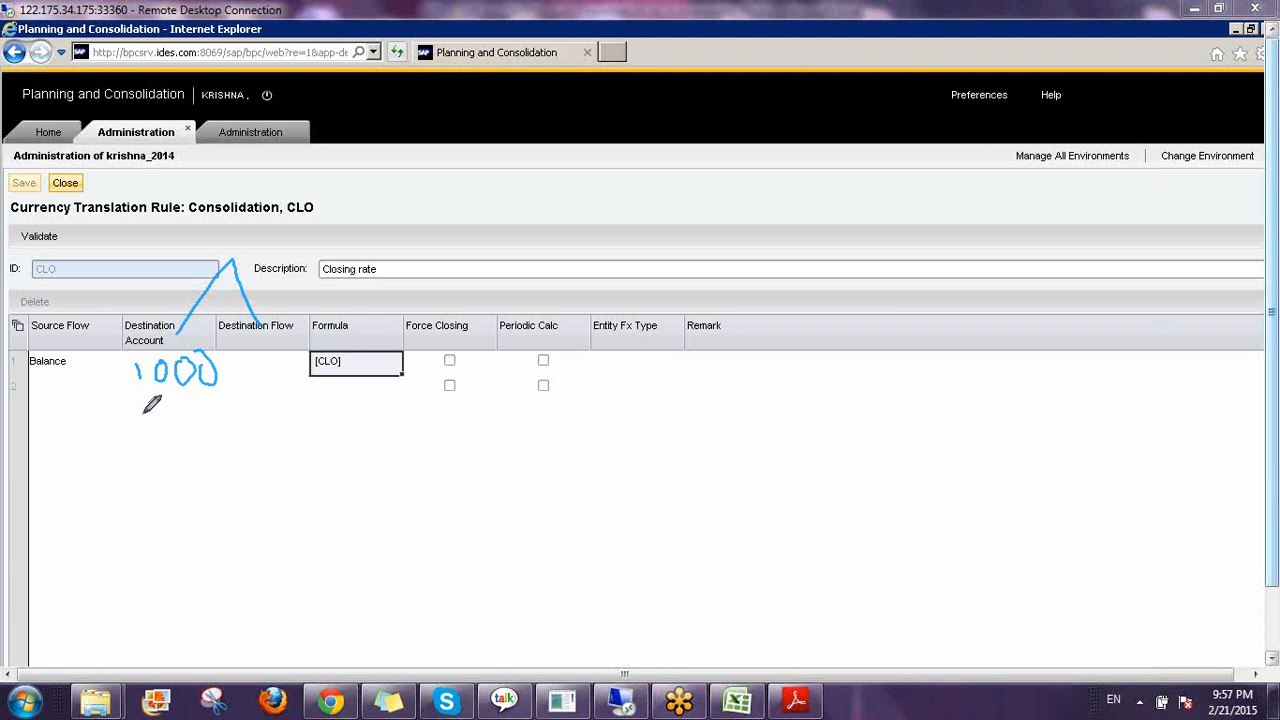 122.175.34.175:33360 - Remote Desktop Connection
Planning and Consolidation - Internet Explorer
SAP http://bpcsrv.ides.com:8069/sap/bpc/web?re=1&app-de SAP Planning and Consolidation
Planning and Consolidation KRISHNA . Preferences Help
Home Administration Administration
Administration of krishna_2014 Manage All Environments Change Environment
Save Close
Currency Translation Rule: Consolidation, CLO
Validate
ID: CLO Description: Closing rate
Delete
Source Flow Destination Account Destination Flow Formula Force Closing Periodic Calc Entity Fx Type Remark
1 Balance 1000 [CLO]
2
talk EN 9:57 PM
2/21/2015